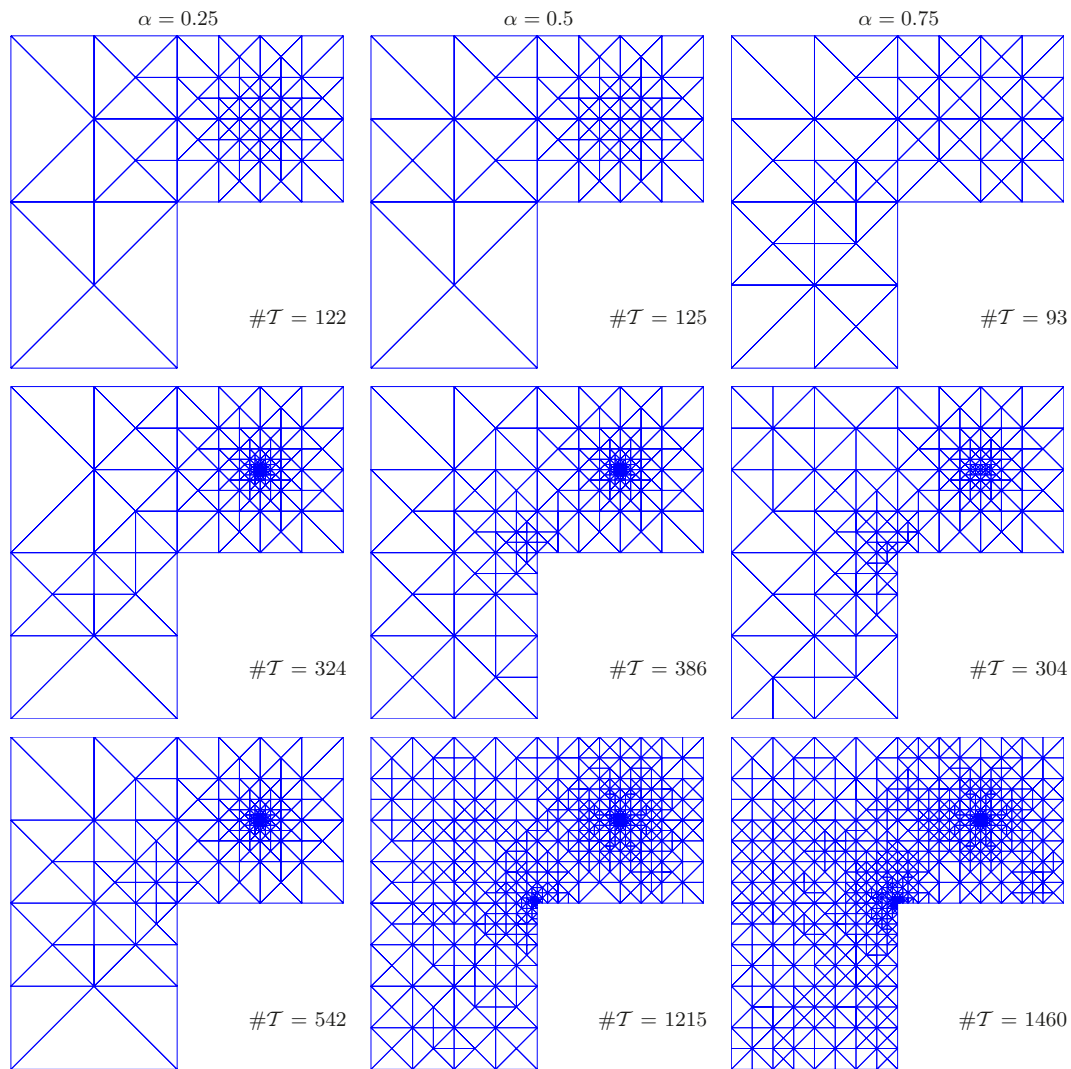 α = 0.25
α = 0.5
α = 0.75
#𝒯 = 122
#𝒯 = 125
#𝒯 = 93
#𝒯 = 324
#𝒯 = 386
#𝒯 = 304
#𝒯 = 542
#𝒯 = 1215
#𝒯 = 1460